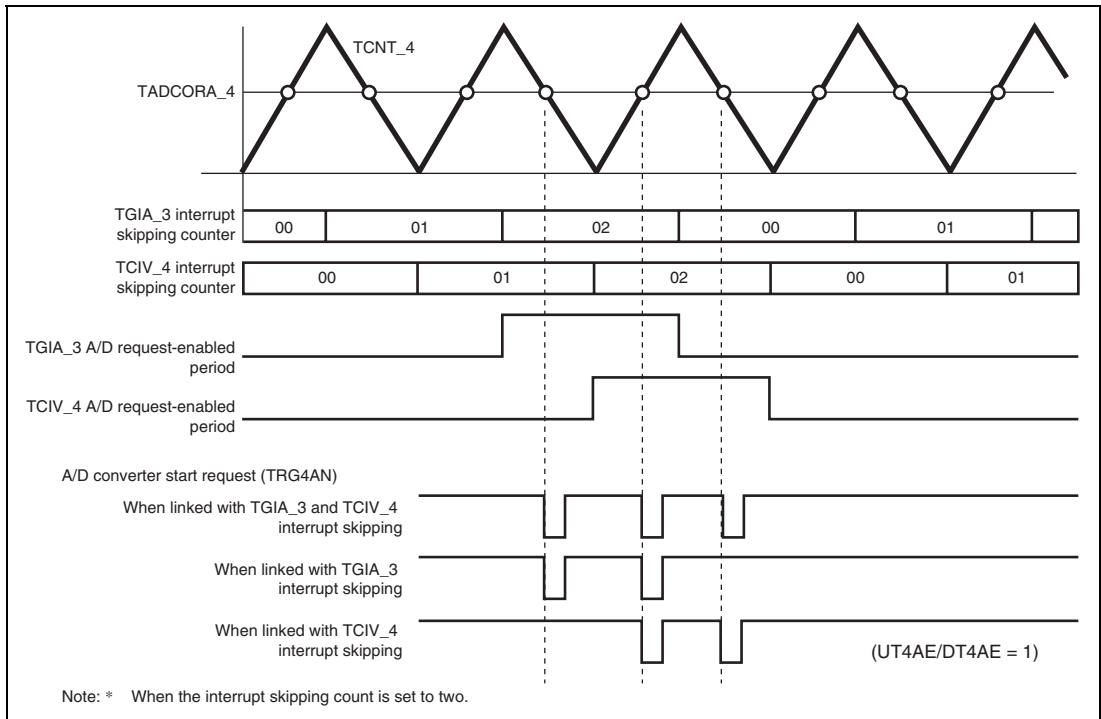 TCNT_4
TADCORA_4
TGIA_3 interrupt
skipping counter
00
01
02
00
01
TCIV_4 interrupt
skipping counter
00
01
02
00
01
TGIA_3 A/D request-enabled
period
TCIV_4 A/D request-enabled
period
A/D converter start request (TRG4AN)
When linked with TGIA_3 and TCIV_4
interrupt skipping
When linked with TGIA_3
interrupt skipping
When linked with TCIV_4
interrupt skipping
(UT4AE/DT4AE = 1)
Note: * When the interrupt skipping count is set to two.